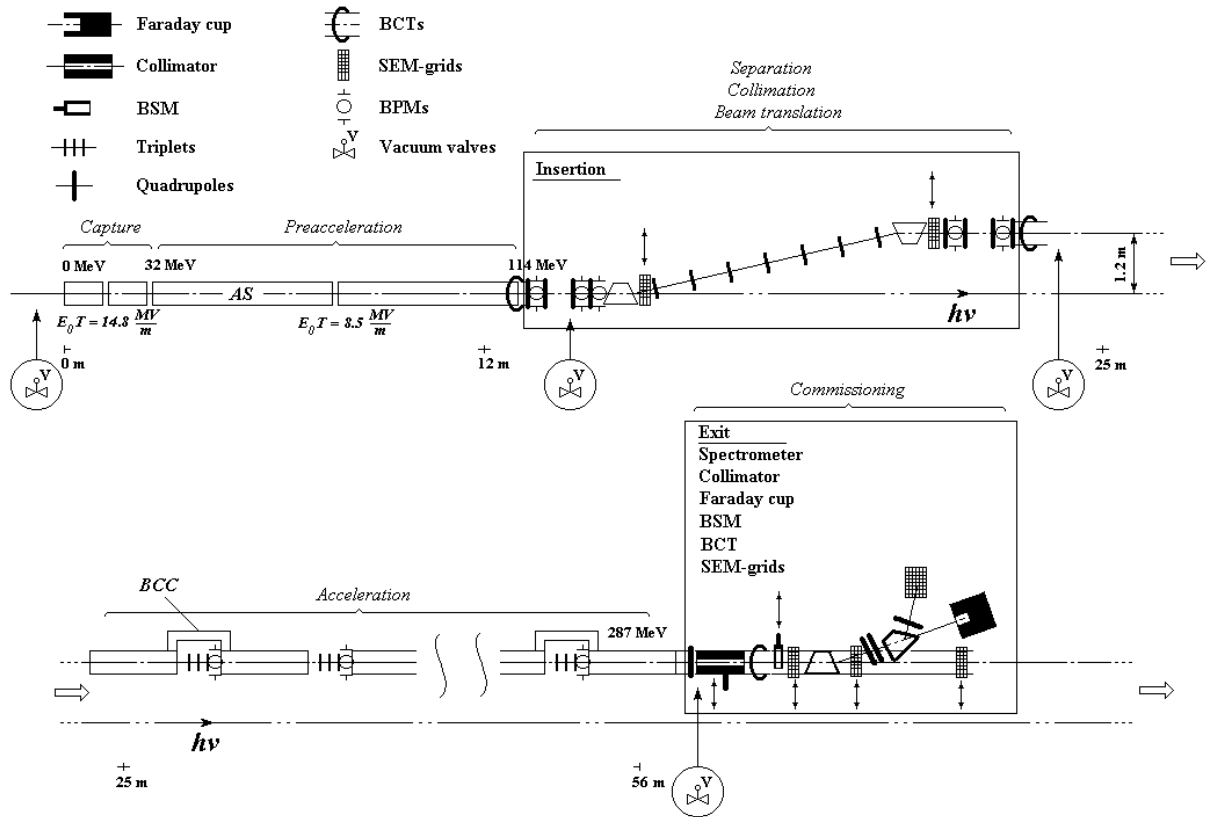 Faraday cup
Collimator
BSM
Triplets
Quadrupoles
BCTs
SEM-grids
BPMs
V
Vacuum valves
Separation
Collimation
Beam translation
Insertion
Capture
Preacceleration
0 MeV
32 MeV
114 MeV
AS
E0T = 14.8 MV/m
E0T = 8.5 MV/m
hν
1.2 m
0 m
12 m
25 m
V
V
V
Commissioning
Exit
Spectrometer
Collimator
Faraday cup
BSM
BCT
SEM-grids
BCC
Acceleration
287 MeV
hν
25 m
56 m
V